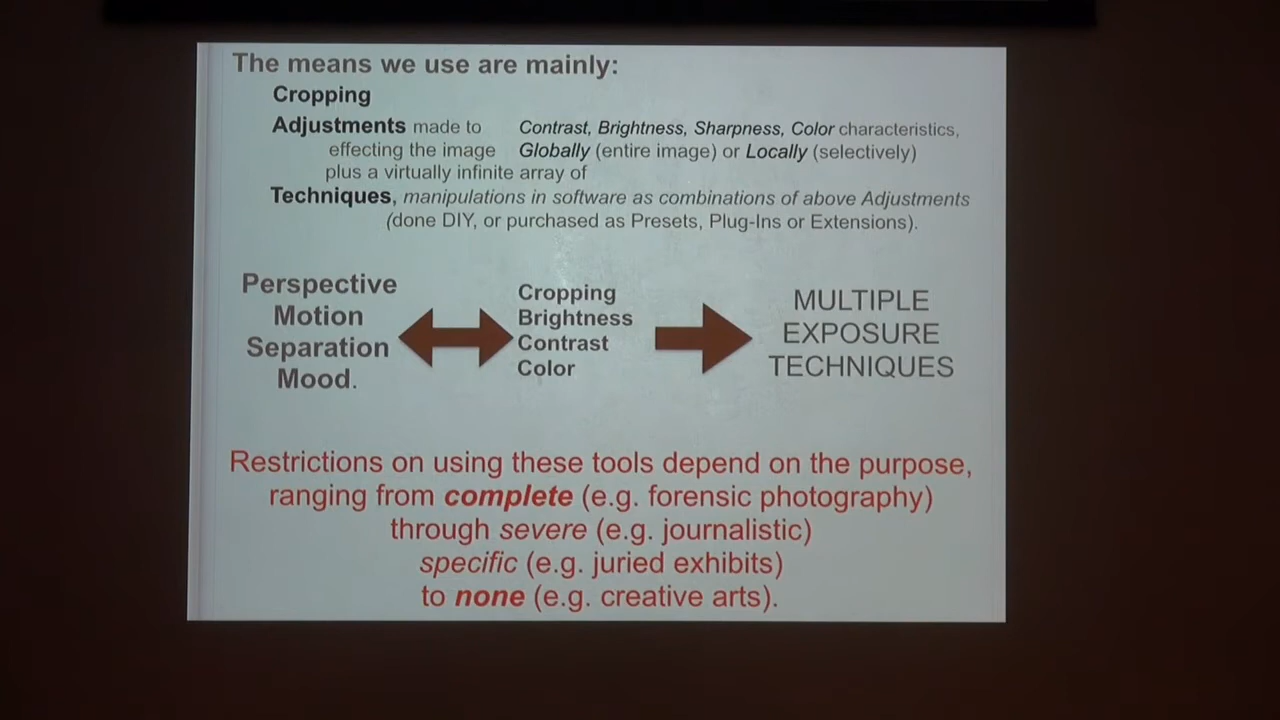 The means we use are mainly:
Cropping
Adjustments made to Contrast, Brightness, Sharpness, Color characteristics,
effecting the image Globally (entire image) or Locally (selectively)
plus a virtually infinite array of
Techniques, manipulations in software as combinations of above Adjustments
(done DIY, or purchased as Presets, Plug-Ins or Extensions).
Perspective
Motion
Separation
Mood.
Cropping
Brightness
Contrast
Color
MULTIPLE
EXPOSURE
TECHNIQUES
Restrictions on using these tools depend on the purpose,
ranging from complete (e.g. forensic photography)
through severe (e.g. journalistic)
specific (e.g. juried exhibits)
to none (e.g. creative arts).